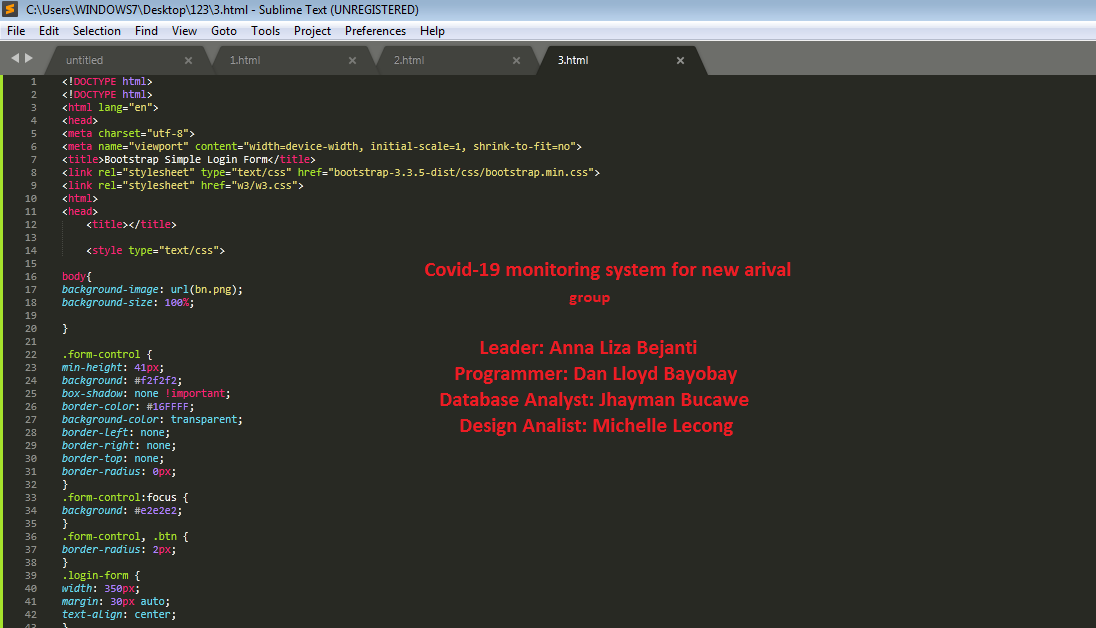 C:\Users\WINDOWS7\Desktop\123\3.html - Sublime Text (UNREGISTERED)
File Edit Selection Find View Goto Tools Project Preferences Help
untitled 1.html 2.html 3.html
1 <!DOCTYPE html>
2 <!DOCTYPE html>
3 <html lang="en">
4 <head>
5 <meta charset="utf-8">
6 <meta name="viewport" content="width=device-width, initial-scale=1, shrink-to-fit=no">
7 <title>Bootstrap Simple Login Form</title>
8 <link rel="stylesheet" type="text/css" href="bootstrap-3.3.5-dist/css/bootstrap.min.css">
9 <link rel="stylesheet" href="w3/w3.css">
10 <html>
11 <head>
12 <title></title>
13
14 <style type="text/css">
15
16 body{
17 background-image: url(bn.png);
18 background-size: 100%;
19
20 }
21
22 .form-control {
23 min-height: 41px;
24 background: #f2f2f2;
25 box-shadow: none !important;
26 border-color: #16FFFF;
27 background-color: transparent;
28 border-left: none;
29 border-right: none;
30 border-top: none;
31 border-radius: 0px;
32 }
33 .form-control:focus {
34 background: #e2e2e2;
35 }
36 .form-control, .btn {
37 border-radius: 2px;
38 }
39 .login-form {
40 width: 350px;
41 margin: 30px auto;
42 text-align: center;
43 }
Covid-19 monitoring system for new arival
group
Leader: Anna Liza Bejanti
Programmer: Dan Lloyd Bayobay
Database Analyst: Jhayman Bucawe
Design Analist: Michelle Lecong